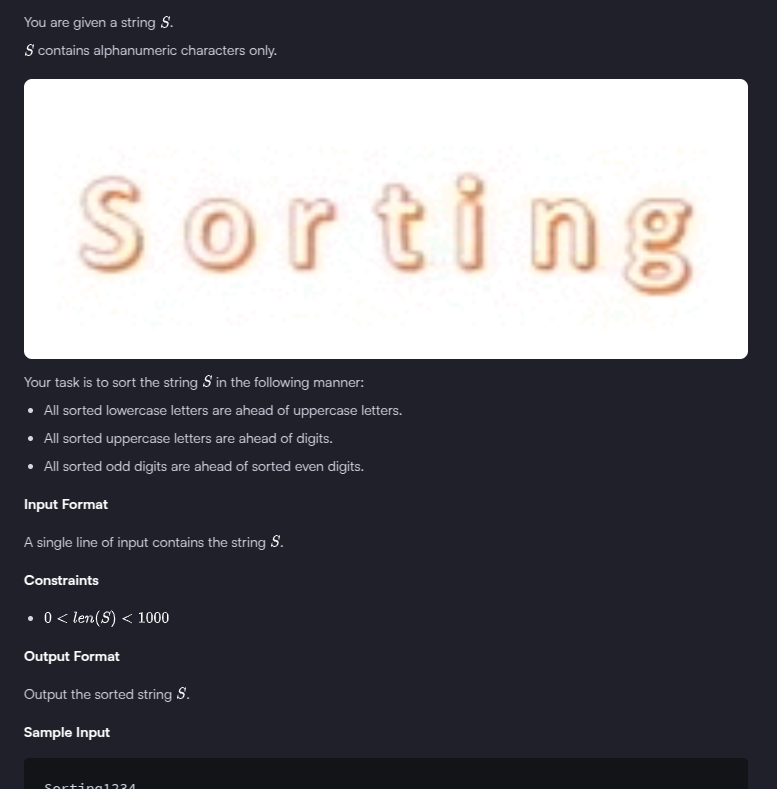 You are given a string S.
S contains alphanumeric characters only.
Sorting
Your task is to sort the string S in the following manner:
• All sorted lowercase letters are ahead of uppercase letters.
• All sorted uppercase letters are ahead of digits.
• All sorted odd digits are ahead of sorted even digits.
Input Format
A single line of input contains the string S.
Constraints
• 0 < len(S) < 1000
Output Format
Output the sorted string S.
Sample Input
Sorting1234